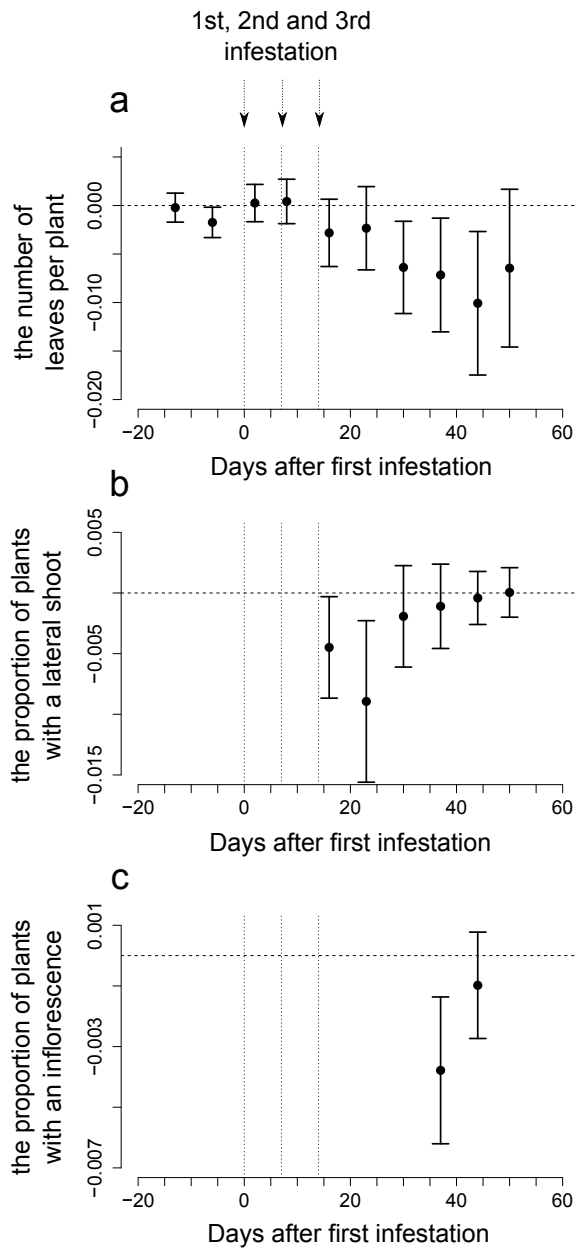 1st, 2nd and 3rd
infestation
a
the number of
leaves per plant
0.000
−0.010
−0.020
−20 0 20 40 60
Days after first infestation
b
the proportion of plants
with a lateral shoot
0.005
−0.005
−0.015
−20 0 20 40 60
Days after first infestation
c
the proportion of plants
with an inflorescence
0.001
−0.003
−0.007
−20 0 20 40 60
Days after first infestation